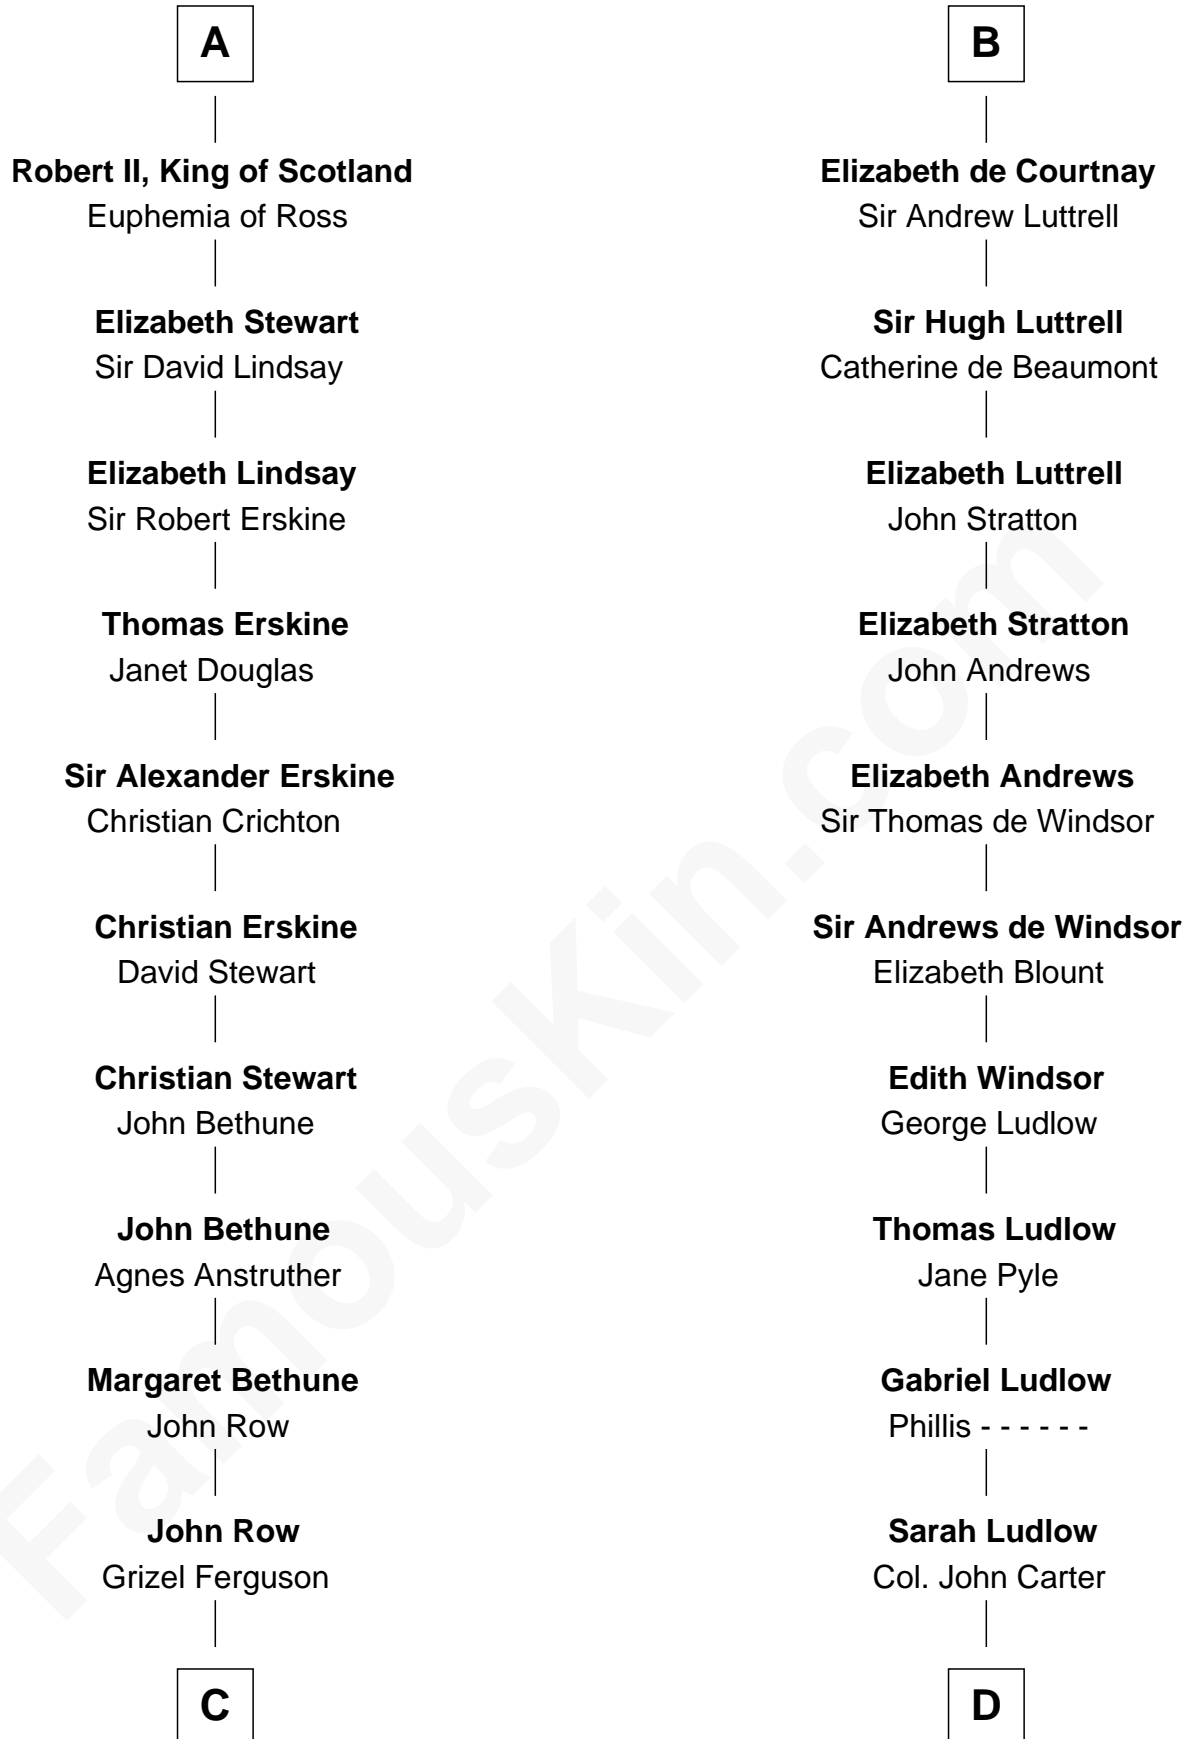 A
Robert II, King of Scotland
Euphemia of Ross
Elizabeth Stewart
Sir David Lindsay
Elizabeth Lindsay
Sir Robert Erskine
Thomas Erskine
Janet Douglas
Sir Alexander Erskine
Christian Crichton
Christian Erskine
David Stewart
Christian Stewart
John Bethune
John Bethune
Agnes Anstruther
Margaret Bethune
John Row
John Row
Grizel Ferguson
C
B
Elizabeth de Courtnay
Sir Andrew Luttrell
Sir Hugh Luttrell
Catherine de Beaumont
Elizabeth Luttrell
John Stratton
Elizabeth Stratton
John Andrews
Elizabeth Andrews
Sir Thomas de Windsor
Sir Andrews de Windsor
Elizabeth Blount
Edith Windsor
George Ludlow
Thomas Ludlow
Jane Pyle
Gabriel Ludlow
Phillis - - - - - -
Sarah Ludlow
Col. John Carter
D
FamousKin.com